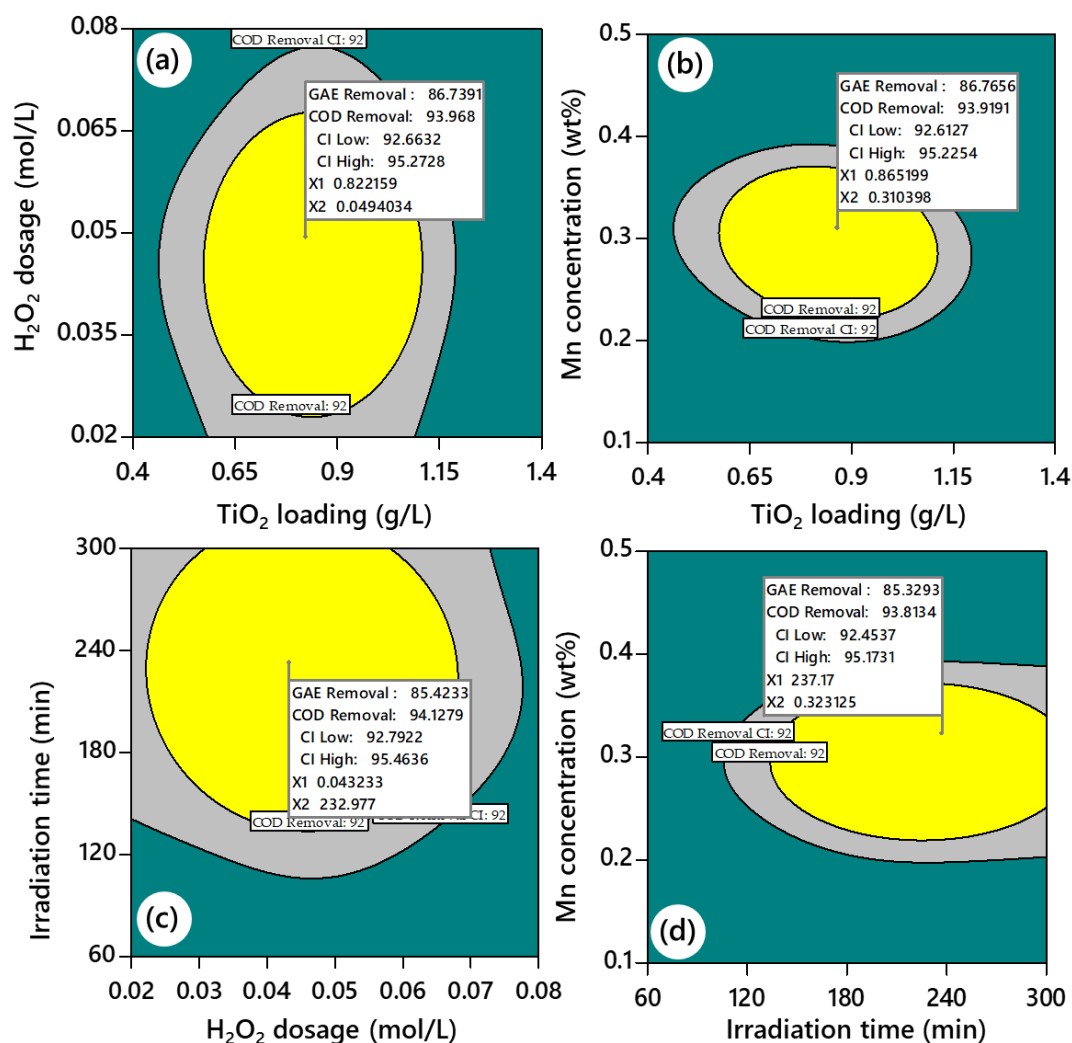 (a)
COD Removal CI: 92
GAE Removal : 86.7391
COD Removal: 93.968
CI Low: 92.6632
CI High: 95.2728
X1 0.822159
X2 0.0494034
COD Removal: 92
0.08
0.065
0.05
0.035
0.02
H₂O₂ dosage (mol/L)
0.4 0.65 0.9 1.15 1.4
TiO₂ loading (g/L)
(b)
GAE Removal : 86.7656
COD Removal: 93.9191
CI Low: 92.6127
CI High: 95.2254
X1 0.865199
X2 0.310398
COD Removal: 92
COD Removal CI: 92
0.5
0.4
0.3
0.2
0.1
Mn concentration (wt%)
0.4 0.65 0.9 1.15 1.4
TiO₂ loading (g/L)
(c)
GAE Removal : 85.4233
COD Removal: 94.1279
CI Low: 92.7922
CI High: 95.4636
X1 0.043233
X2 232.977
COD Removal: 92
CI: 92
300
240
180
120
60
Irradiation time (min)
0.02 0.03 0.04 0.05 0.06 0.07 0.08
H₂O₂ dosage (mol/L)
(d)
GAE Removal : 85.3293
COD Removal: 93.8134
CI Low: 92.4537
CI High: 95.1731
X1 237.17
X2 0.323125
COD Removal CI: 92
COD Removal: 92
0.5
0.4
0.3
0.2
0.1
Mn concentration (wt%)
60 120 180 240 300
Irradiation time (min)